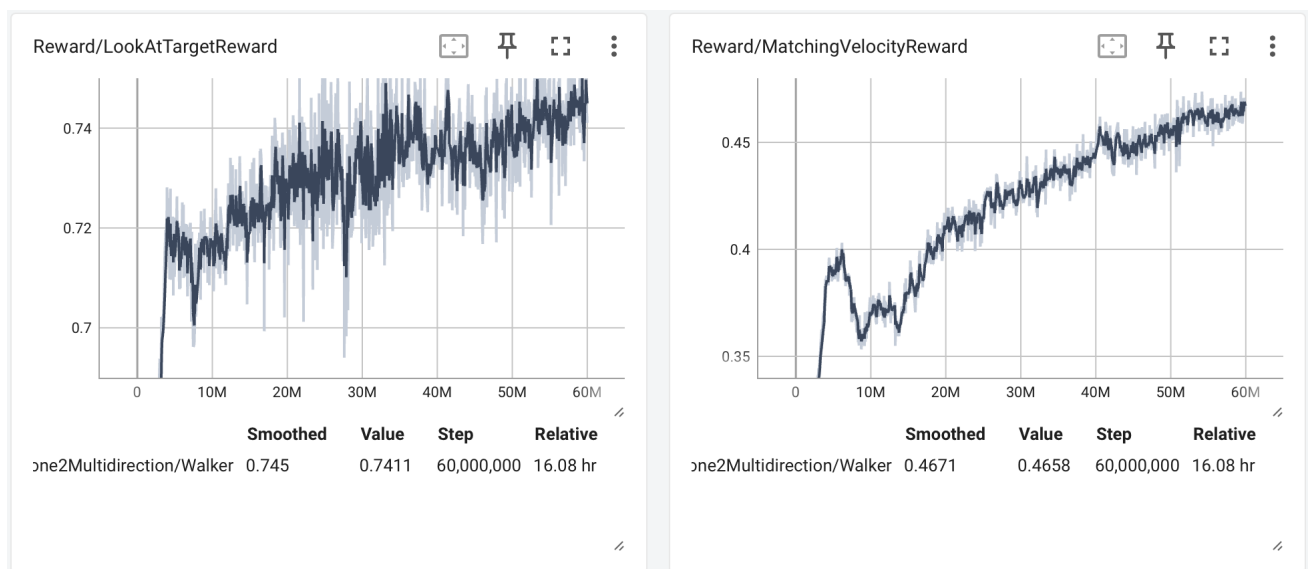 Reward/LookAtTargetReward
0.74
0.72
0.7
0 10M 20M 30M 40M 50M 60M
Smoothed Value Step Relative
one2Multidirection/Walker 0.745 0.7411 60,000,000 16.08 hr
Reward/MatchingVelocityReward
0.45
0.4
0.35
0 10M 20M 30M 40M 50M 60M
Smoothed Value Step Relative
one2Multidirection/Walker 0.4671 0.4658 60,000,000 16.08 hr